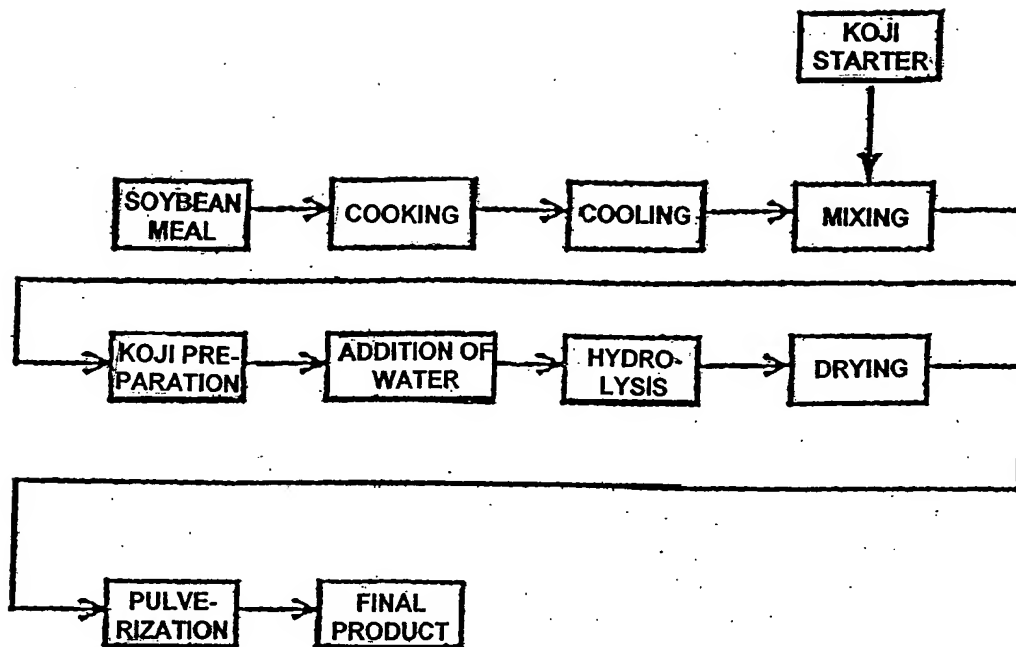 KOJI
STARTER
SOYBEAN
MEAL
COOKING
COOLING
MIXING
KOJI PRE-
PARATION
ADDITION OF
WATER
HYDRO-
LYSIS
DRYING
PULVE-
RIZATION
FINAL
PRODUCT